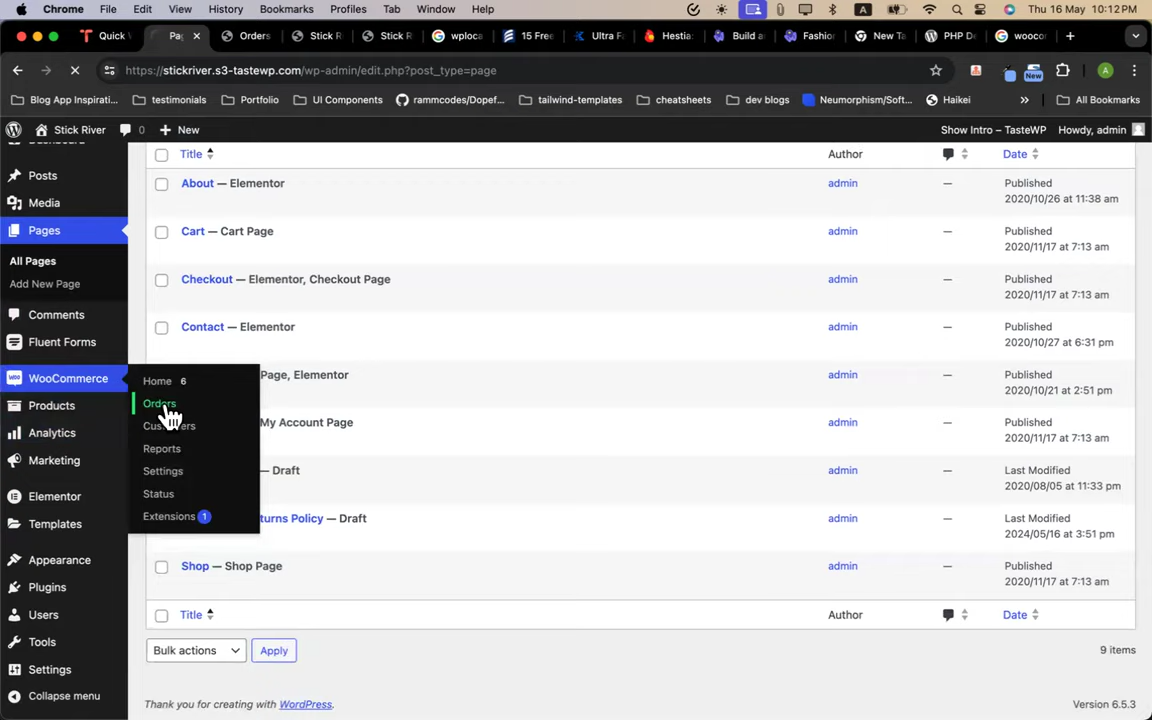 Chrome File Edit View History Bookmarks Profiles Tab Window Help A Thu 16 May 10:12 PM
Quick Pag Orders Stick R Stick R wploca 15 Free Ultra F Hestia: Build a Fashio New Ta PHP De wooco
https://stickriver.s3-tastewp.com/wp-admin/edit.php?post_type=page New A
Blog App Inspirati... testimonials Portfolio UI Components rammcodes/Dopef... tailwind-templates cheatsheets dev blogs Neumorphism/Soft... Haikei All Bookmarks
Stick River 0 New Show Intro – TasteWP Howdy, admin
Dashboard
Posts
Media
Pages
All Pages
Add New Page
Comments
Fluent Forms
WooCommerce
Products
Analytics
Marketing
Elementor
Templates
Appearance
Plugins
Users
Tools
Settings
Collapse menu
Home 6
Orders
Customers
Reports
Settings
Status
Extensions 1
Title Author Date
About — Elementor admin — Published
2020/10/26 at 11:38 am
Cart — Cart Page admin — Published
2020/11/17 at 7:13 am
Checkout — Elementor, Checkout Page admin — Published
2020/11/17 at 7:13 am
Contact — Elementor admin — Published
2020/10/27 at 6:31 pm
Page, Elementor admin — Published
2020/10/21 at 2:51 pm
My Account Page admin — Published
2020/11/17 at 7:13 am
— Draft admin — Last Modified
2020/08/05 at 11:33 pm
turns Policy — Draft admin — Last Modified
2024/05/16 at 3:51 pm
Shop — Shop Page admin — Published
2020/11/17 at 7:13 am
Title Author Date
Bulk actions Apply 9 items
Thank you for creating with WordPress. Version 6.5.3